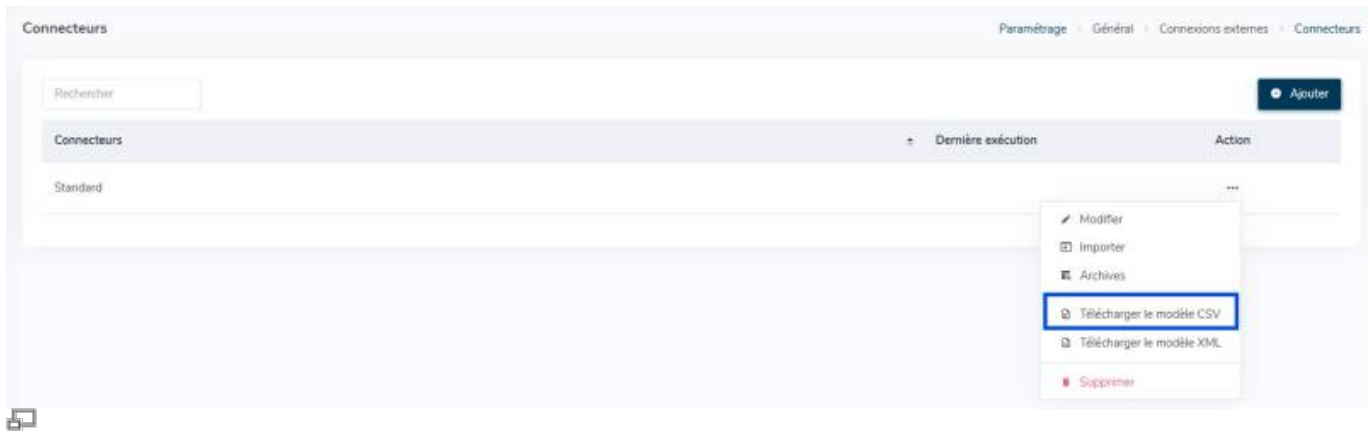 Connecteurs
Paramétrage › Général › Connexions externes › Connecteurs
Rechercher
Ajouter
Connecteurs
Dernière exécution
Action
Standard
Modifier
Importer
Archives
Télécharger le modèle CSV
Télécharger le modèle XML
Supprimer